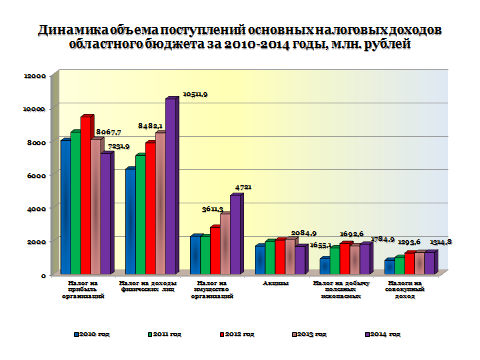 Динамика объема поступлений основных налоговых доходов
областного бюджета за 2010-2014 годы, млн. рублей
12000
10000
8000
6000
4000
2000
0
8067,7
7231,9
8482,1
10511,9
3611,3
4721
2084,9
1655,1
1692,6
1784,9
1293,6
1314,8
Налог на
прибыль
организаций
Налог на доходы
физических лиц
Налог на
имущество
организаций
Акцизы
Налог на добычу
полезных
ископаемых
Налоги на
совокупный
доход
2010 год
2011 год
2012 год
2013 год
2014 год